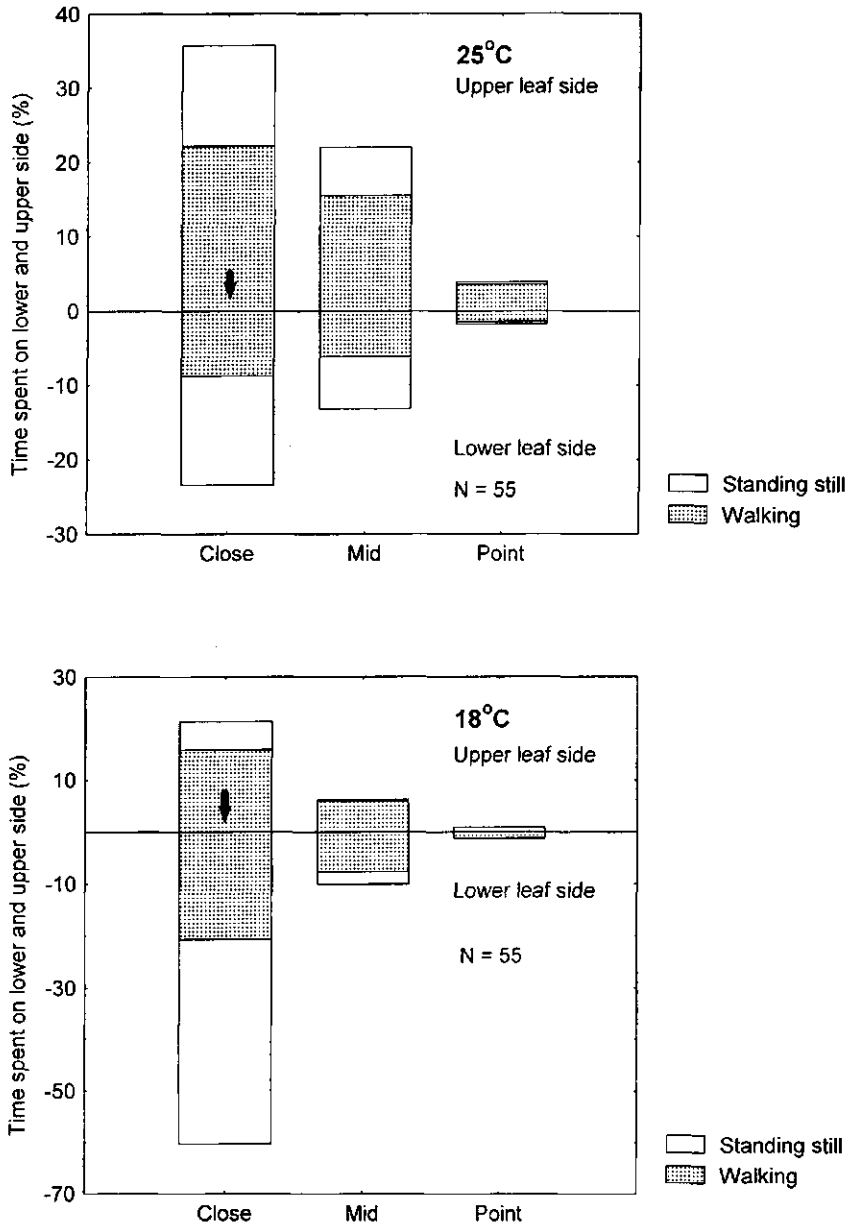 25°C
Upper leaf side
Time spent on lower and upper side (%)
40
30
20
10
0
-10
-20
-30
Lower leaf side
N = 55
Standing still
Walking
Close Mid Point
18°C
Upper leaf side
Time spent on lower and upper side (%)
30
10
-10
-30
-50
-70
Lower leaf side
N = 55
Standing still
Walking
Close Mid Point